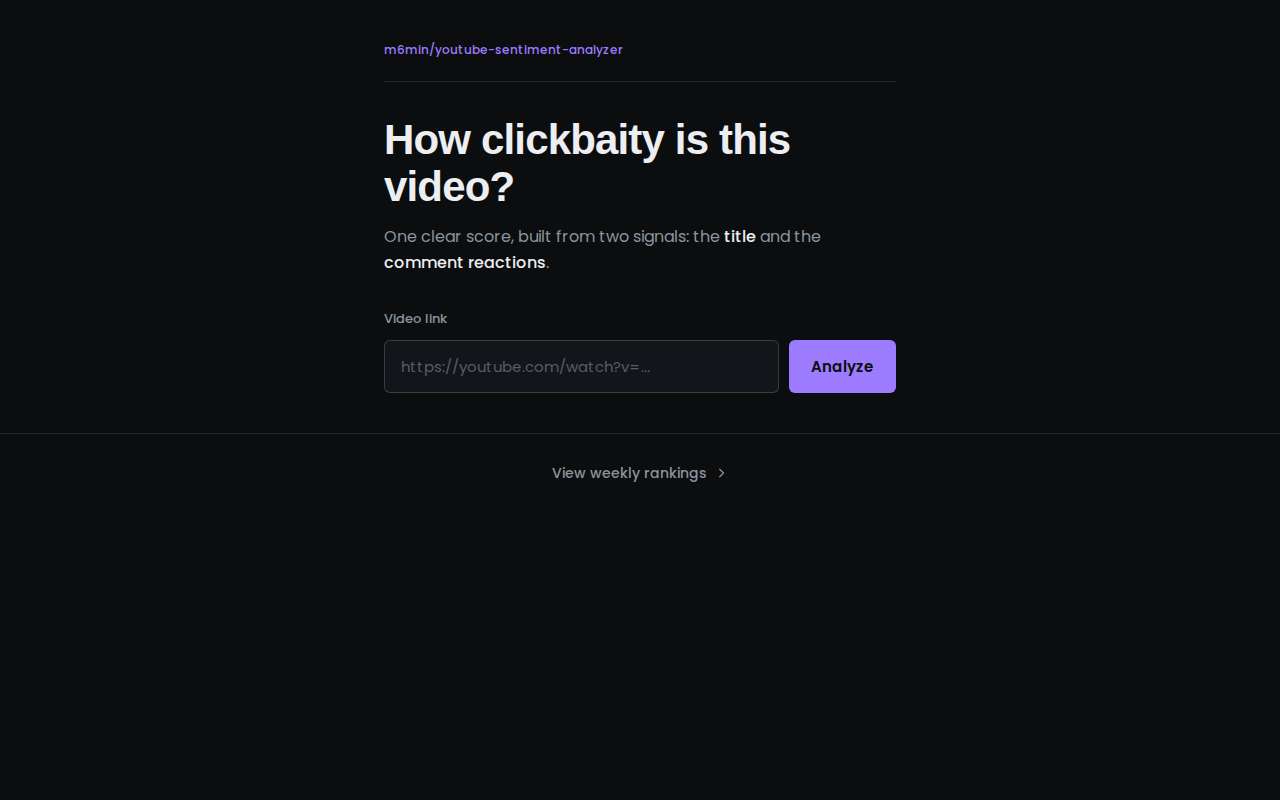 m6mln/youtube-sentiment-analyzer
How clickbaity is this
video?
One clear score, built from two signals: the title and the
comment reactions.
Video link
https://youtube.com/watch?v=...
Analyze
View weekly rankings